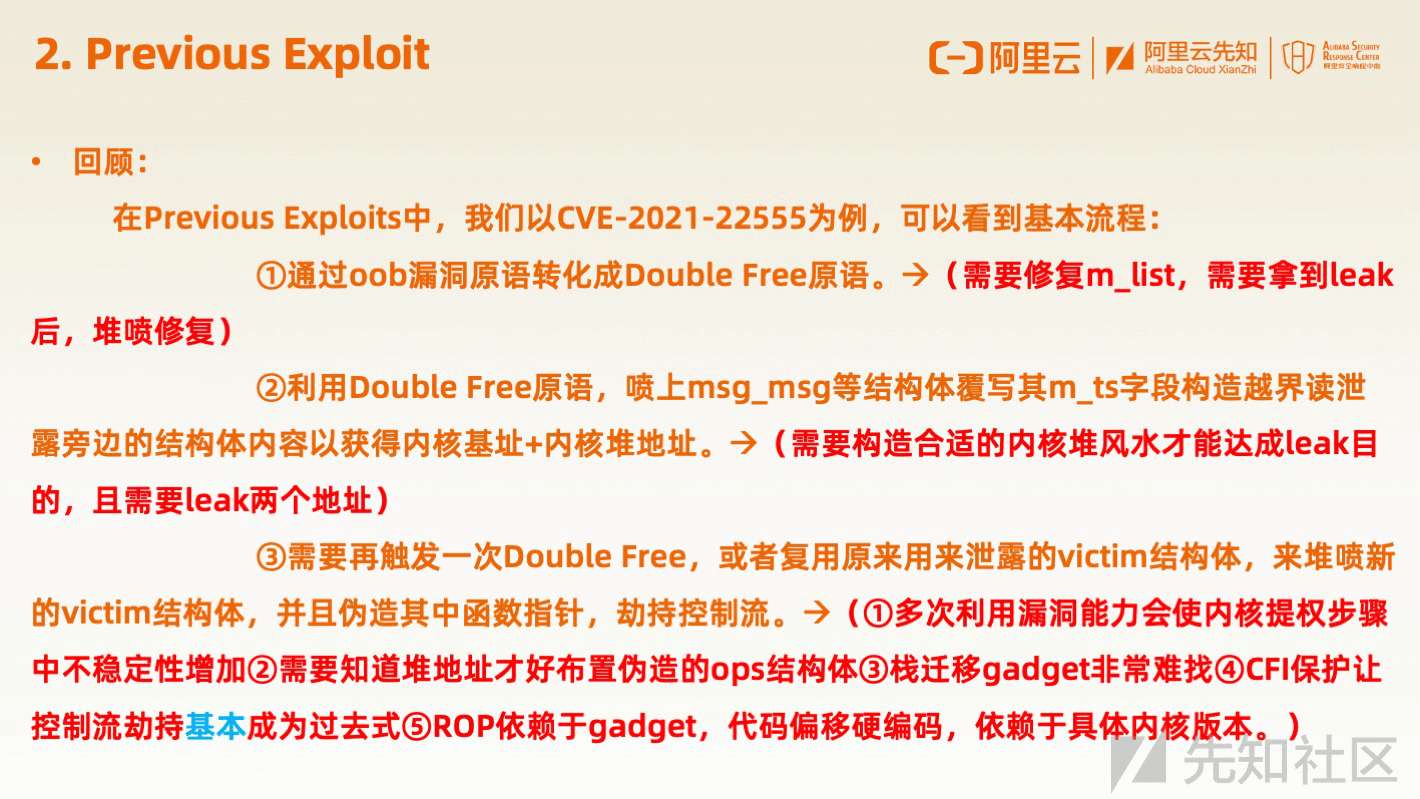 2. Previous Exploit
阿里云
阿里云先知
Alibaba Cloud XianZhi
ALIBABA SECURITY
RESPONSE CENTER
阿里安全响应中心
• 回顾：
在Previous Exploits中，我们以CVE-2021-22555为例，可以看到基本流程：
①通过oob漏洞原语转化成Double Free原语。→（需要修复m_list，需要拿到leak
后，堆喷修复）
②利用Double Free原语，喷上msg_msg等结构体覆写其m_ts字段构造越界读泄
露旁边的结构体内容以获得内核基址+内核堆地址。→（需要构造合适的内核堆风水才能达成leak目
的，且需要leak两个地址）
③需要再触发一次Double Free，或者复用原来用来泄露的victim结构体，来堆喷新
的victim结构体，并且伪造其中函数指针，劫持控制流。→（①多次利用漏洞能力会使内核提权步骤
中不稳定性增加②需要知道堆地址才好布置伪造的ops结构体③栈迁移gadget非常难找④CFI保护让
控制流劫持基本成为过去式⑤ROP依赖于gadget，代码偏移硬编码，依赖于具体内核版本。）
先知社区